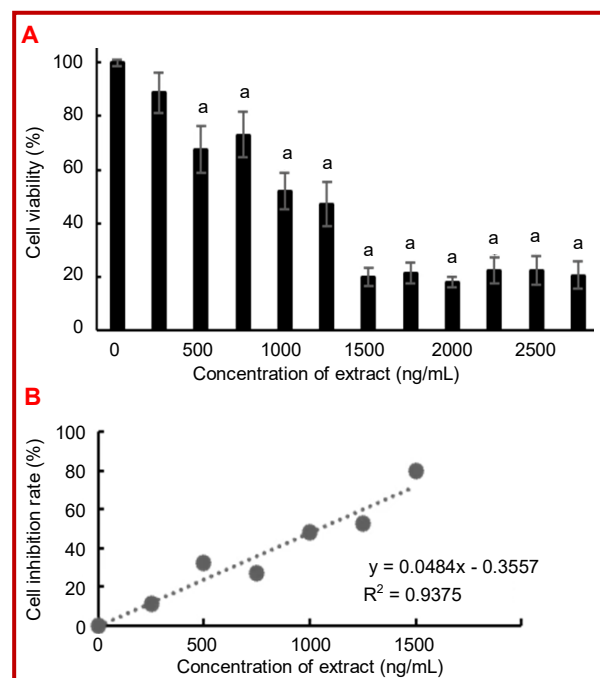 A
100
80
60
40
20
0
Cell viability (%)
a a a a a a a a a a
0 500 1000 1500 2000 2500
Concentration of extract (ng/mL)
B
100
80
60
40
20
0
Cell inhibition rate (%)
y = 0.0484x - 0.3557
R² = 0.9375
0 500 1000 1500
Concentration of extract (ng/mL)